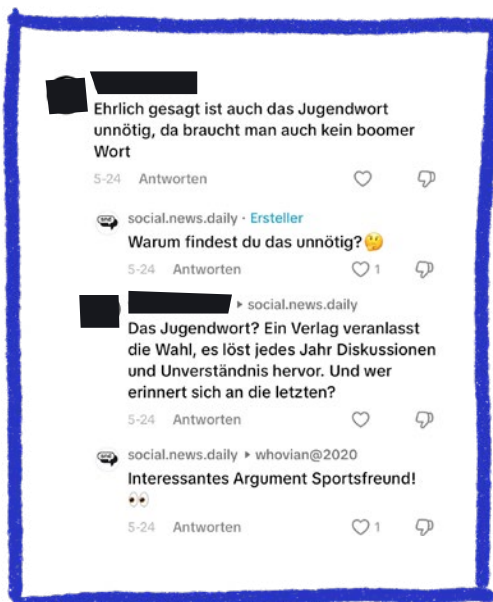 Ehrlich gesagt ist auch das Jugendwort
unnötig, da braucht man auch kein boomer
Wort
5-24 Antworten
social.news.daily · Ersteller
Warum findest du das unnötig?🤔
5-24 Antworten 1
social.news.daily
Das Jugendwort? Ein Verlag veranlasst
die Wahl, es löst jedes Jahr Diskussionen
und Unverständnis hervor. Und wer
erinnert sich an die letzten?
5-24 Antworten
social.news.daily ▸ whovian@2020
Interessantes Argument Sportsfreund!
👀
5-24 Antworten 1